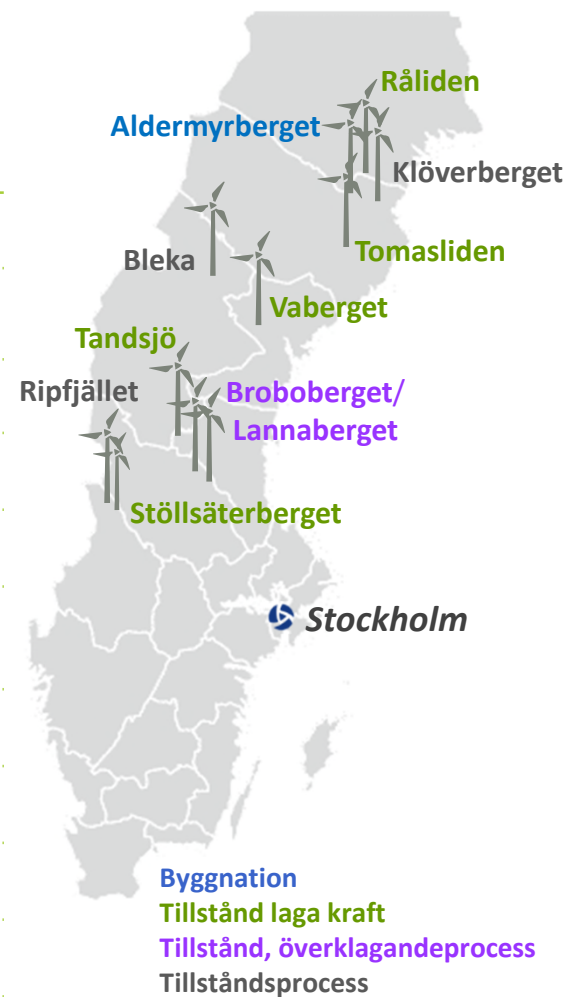 Råliden
Aldermyrberget
Klöverberget
Tomasliden
Bleka
Vaberget
Tandsjö
Ripfjället
Broboberget/
Lannaberget
Stöllsäterberget
Stockholm
Byggnation
Tillstånd laga kraft
Tillstånd, överklagandeprocess
Tillståndsprocess